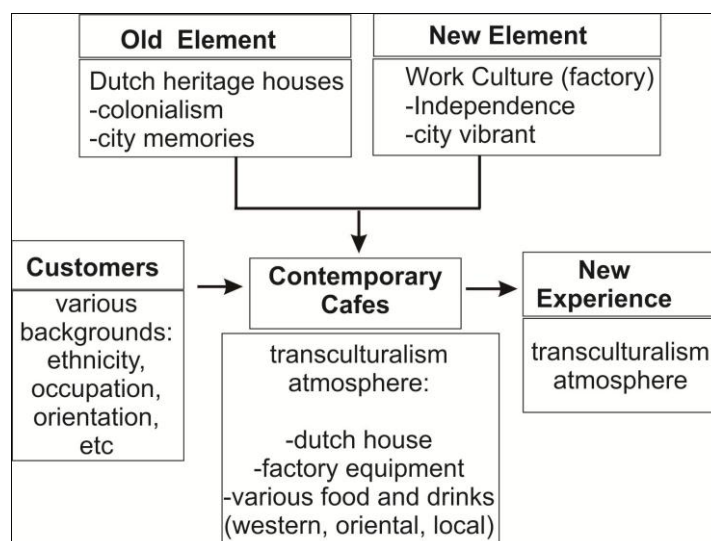 Old Element
Dutch heritage houses
-colonialism
-city memories
New Element
Work Culture (factory)
-Independence
-city vibrant
Customers
various
backgrounds:
ethnicity,
occupation,
orientation,
etc
Contemporary
Cafes
transculturalism
atmosphere:
-dutch house
-factory equipment
-various food and drinks
(western, oriental, local)
New
Experience
transculturalism
atmosphere